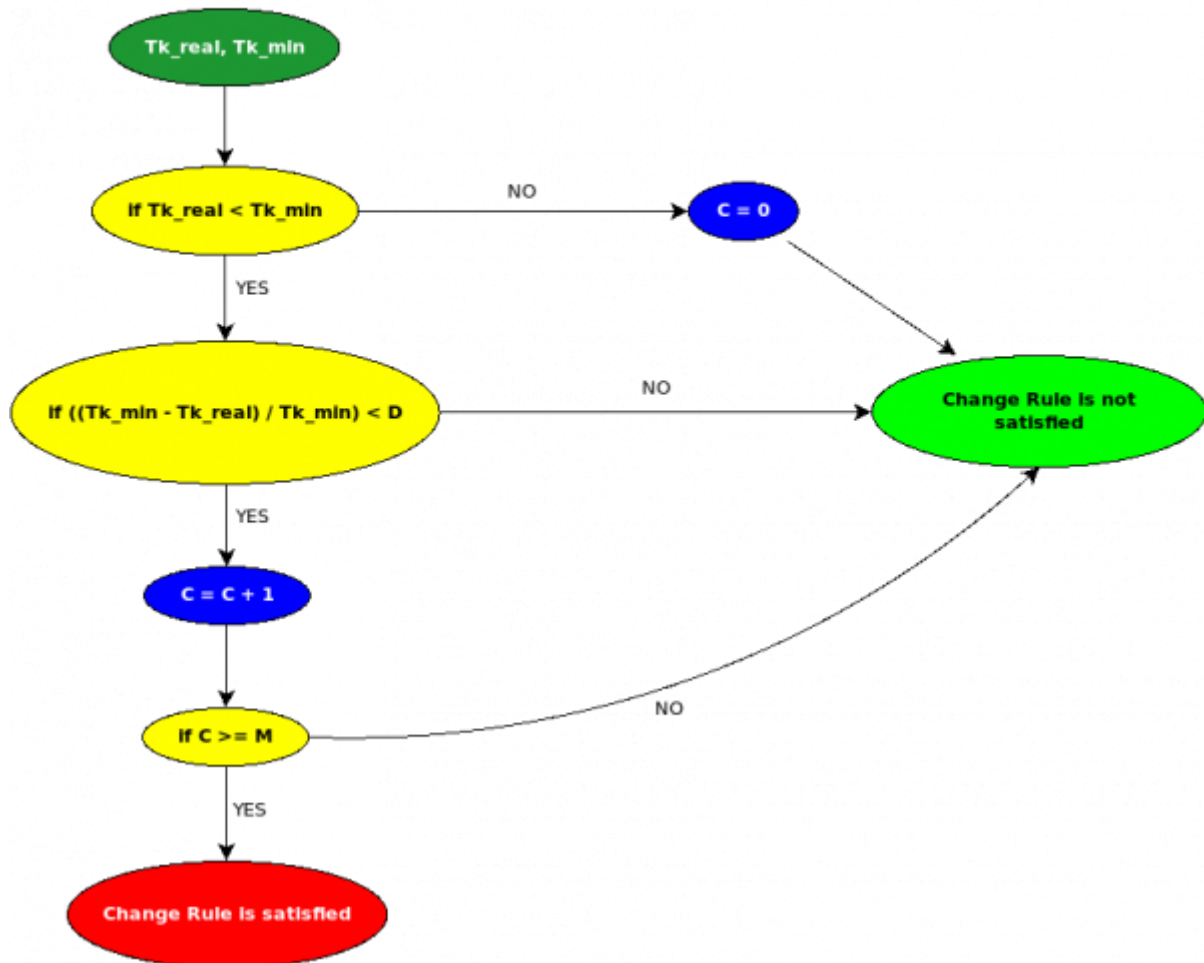 Tk_real, Tk_min
if Tk_real < Tk_min
NO
C = 0
YES
if ((Tk_min - Tk_real) / Tk_min) < D
NO
Change Rule is not
satisfied
YES
C = C + 1
if C >= M
NO
YES
Change Rule is satisfied